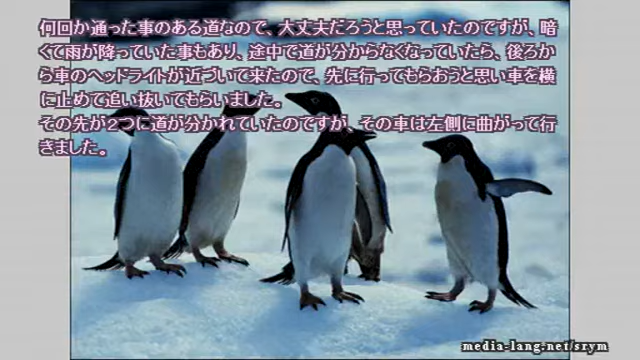 何回か通った事のある道なので、大丈夫だろうと思っていたのですが、暗
くて雨が降っていた事もあり、途中で道が分からなくなっていたら、後ろか
ら車のヘッドライトが近づいて来たので、先に行ってもらおうと思い車を横
に止めて追い抜いてもらいました。
その先が２つに道が分かれていたのですが、その車は左側に曲がって行
きました。
media-lang.net/srym